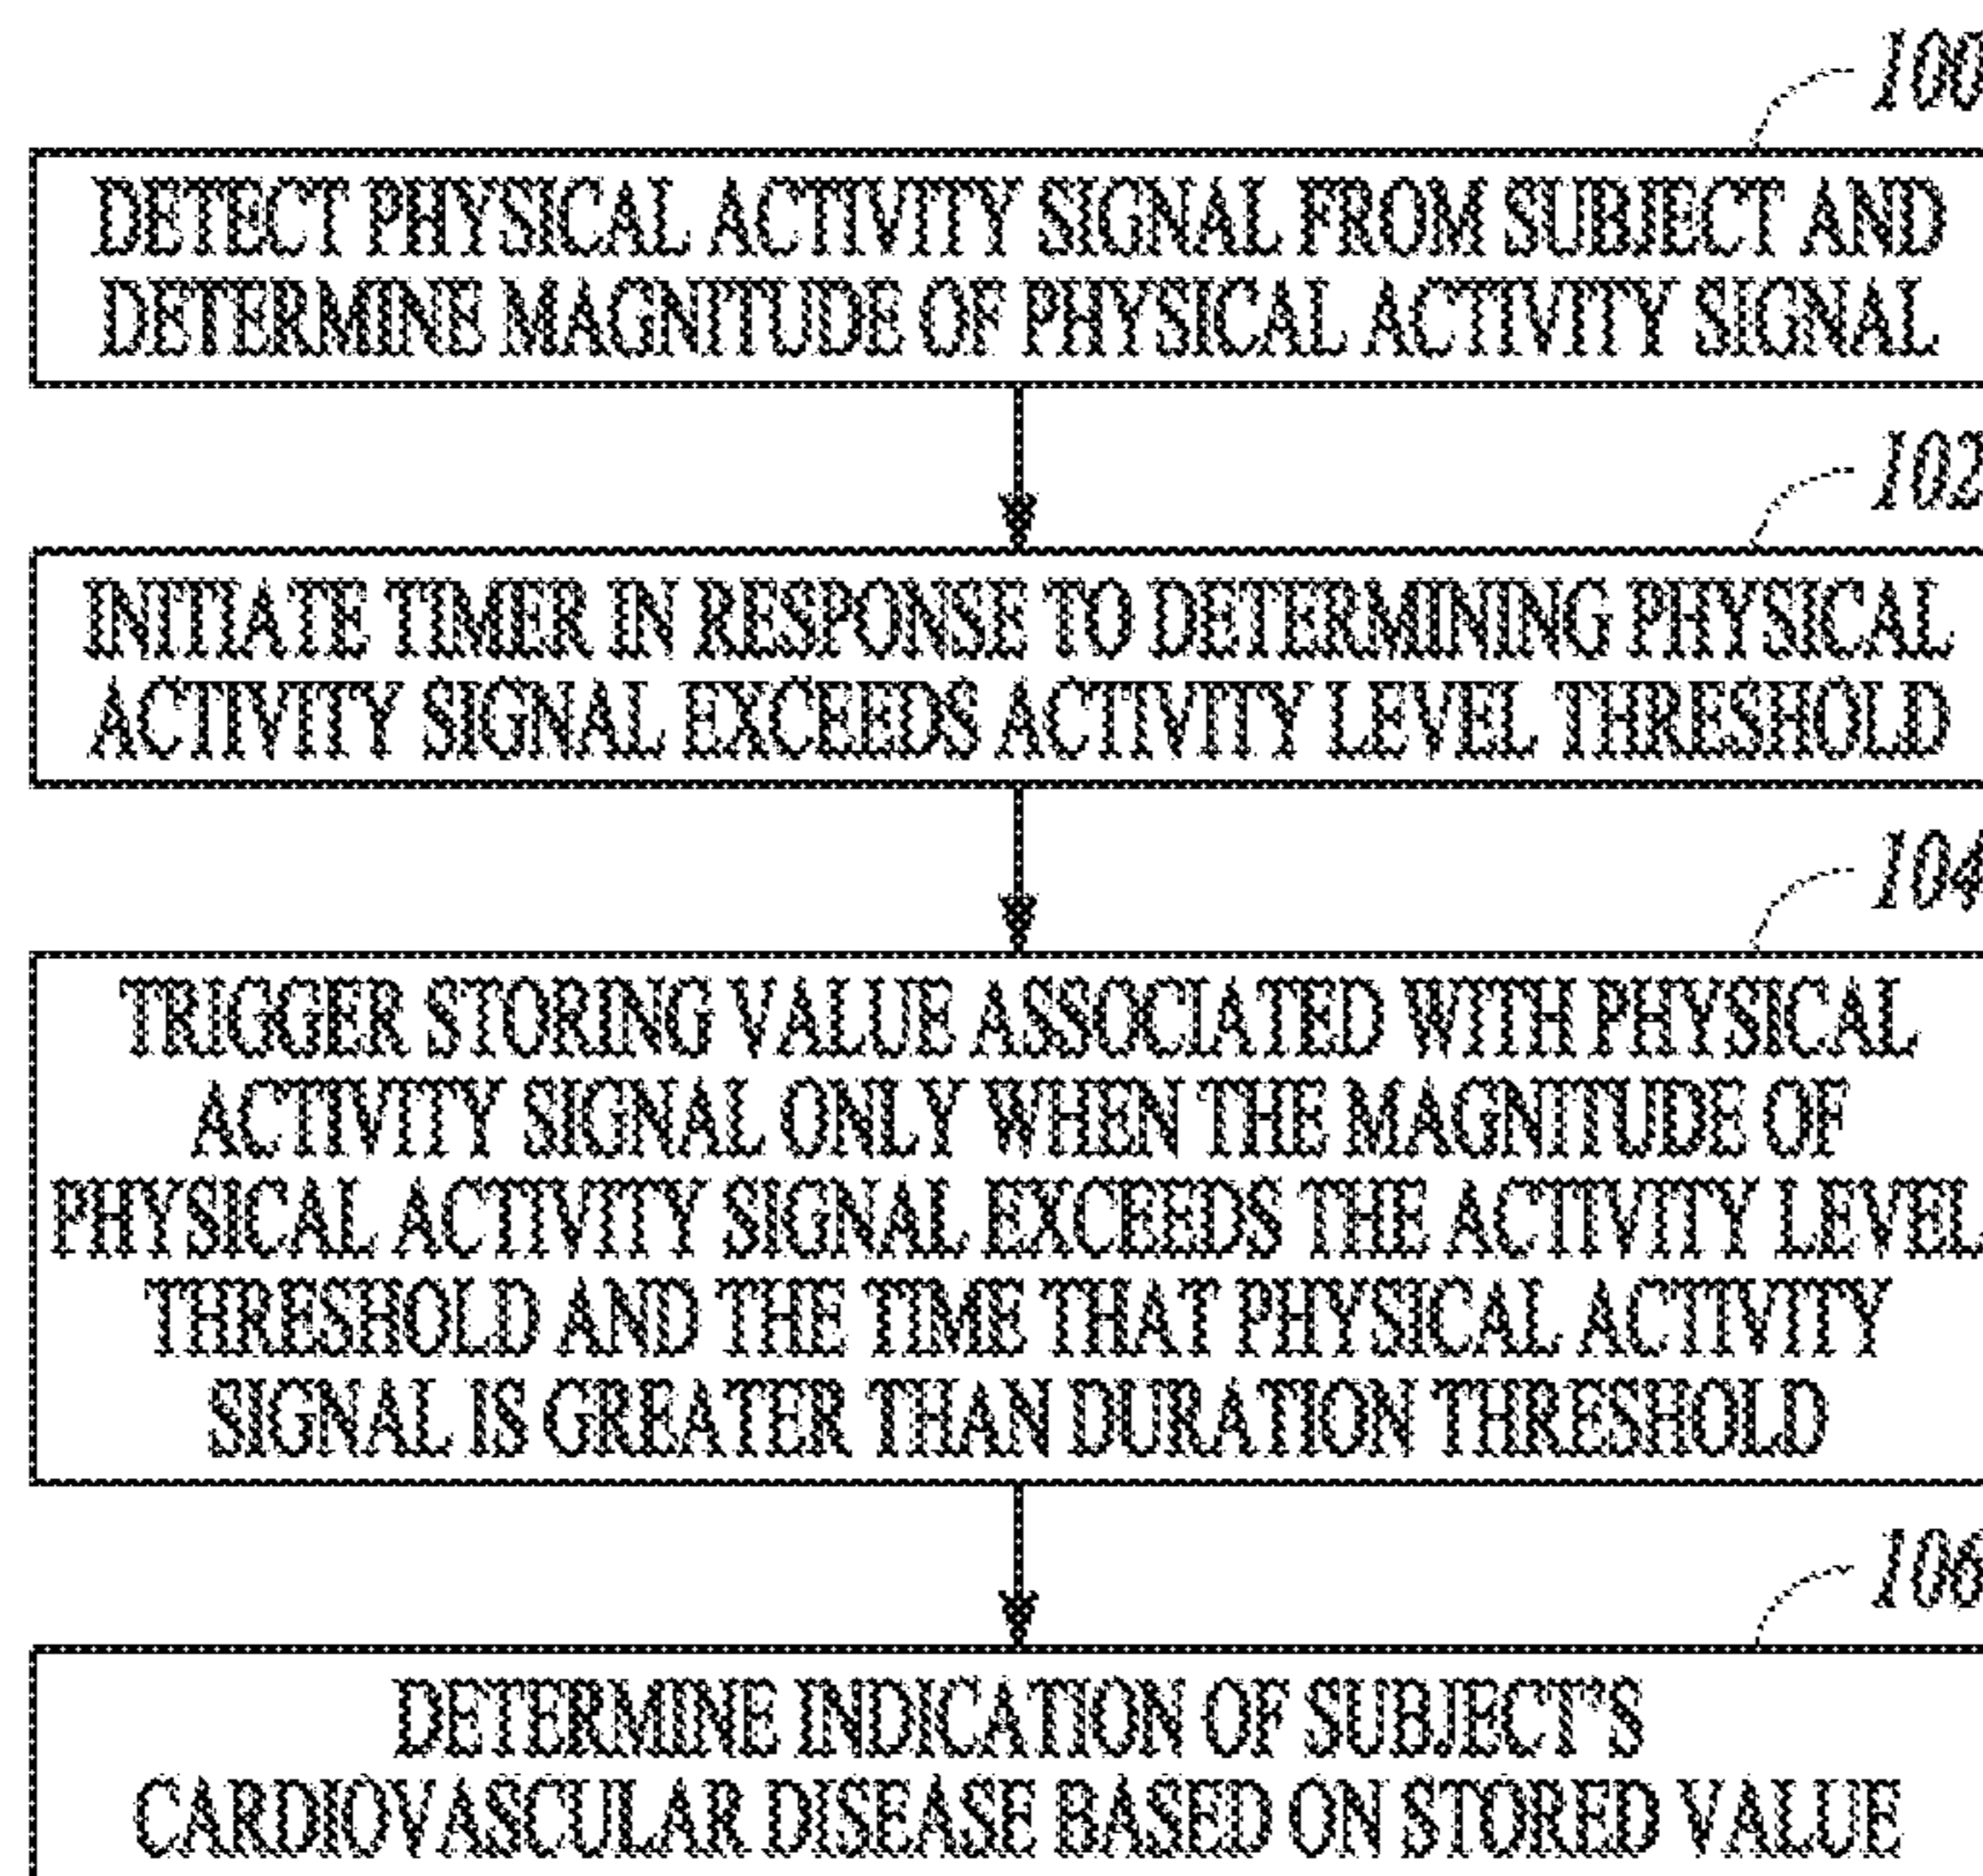 100
DETECT PHYSICAL ACTIVITY SIGNAL FROM SUBJECT AND
DETERMINE MAGNITUDE OF PHYSICAL ACTIVITY SIGNAL
102
INITIATE TIMER IN RESPONSE TO DETERMINING PHYSICAL
ACTIVITY SIGNAL EXCEEDS ACTIVITY LEVEL THRESHOLD
104
TRIGGER STORING VALUE ASSOCIATED WITH PHYSICAL
ACTIVITY SIGNAL ONLY WHEN THE MAGNITUDE OF
PHYSICAL ACTIVITY SIGNAL EXCEEDS THE ACTIVITY LEVEL
THRESHOLD AND THE TIME THAT PHYSICAL ACTIVITY
SIGNAL IS GREATER THAN DURATION THRESHOLD
106
DETERMINE INDICATION OF SUBJECT'S
CARDIOVASCULAR DISEASE BASED ON STORED VALUE